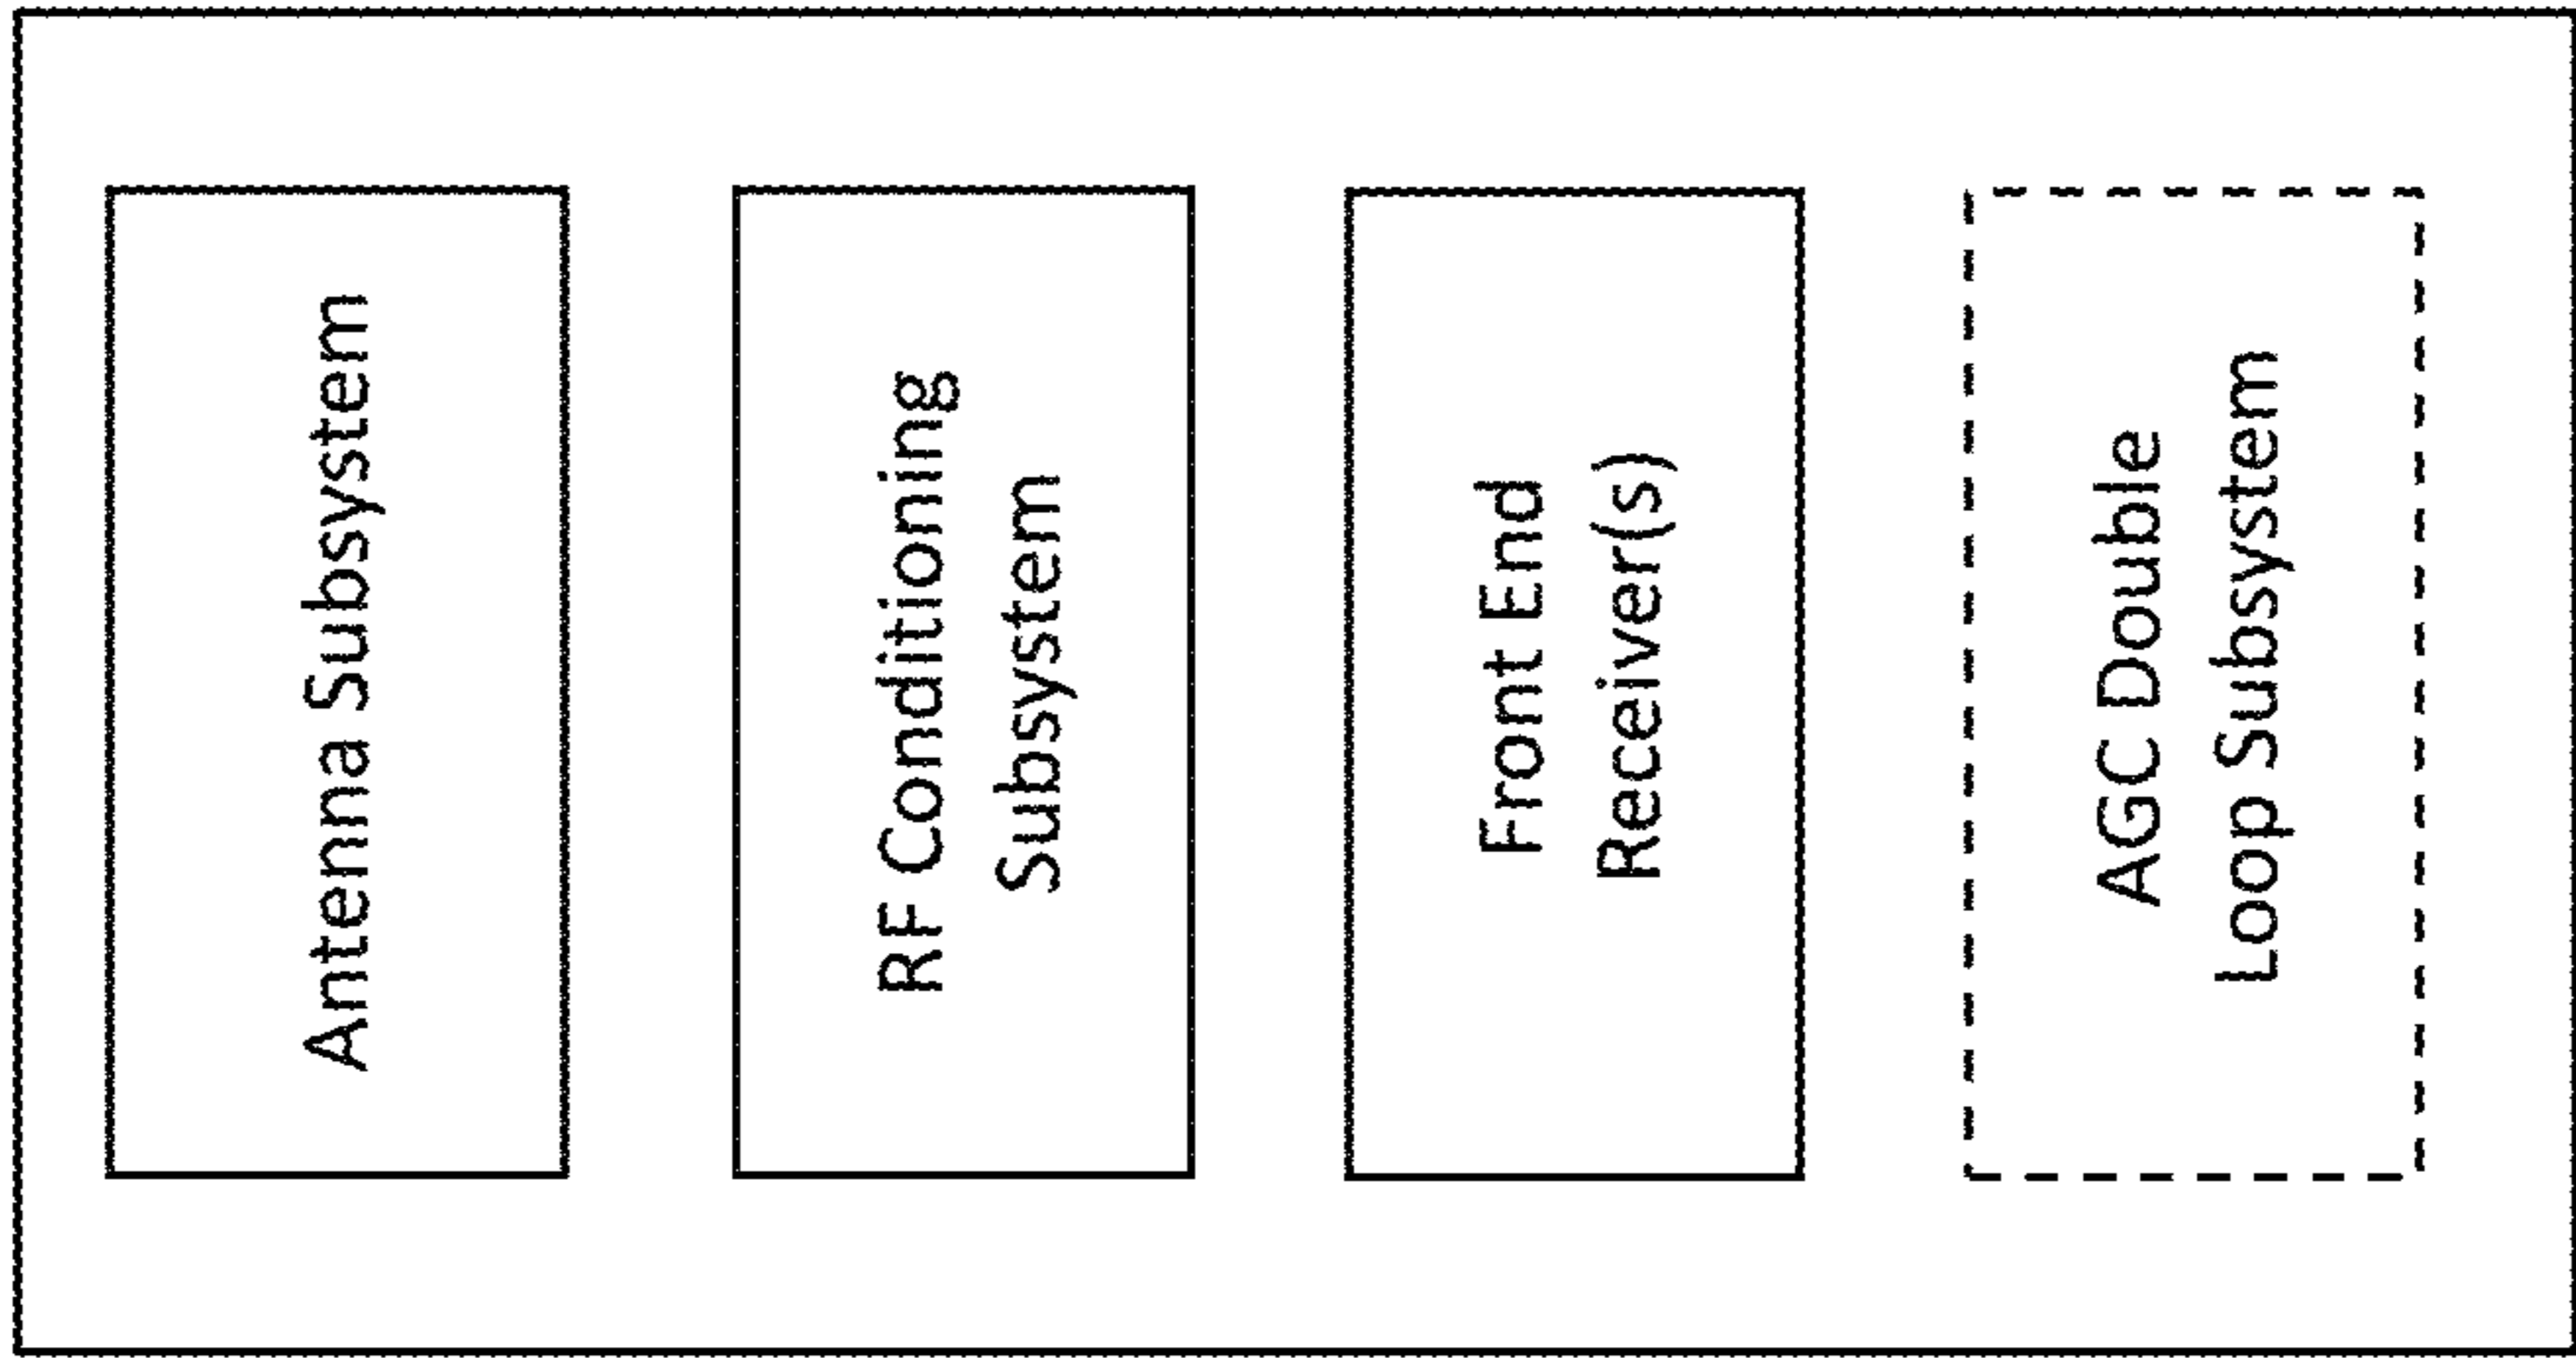 Antenna Subsystem
RF Conditioning
Subsystem
Front End
Receiver(s)
AGC Double
Loop Subsystem